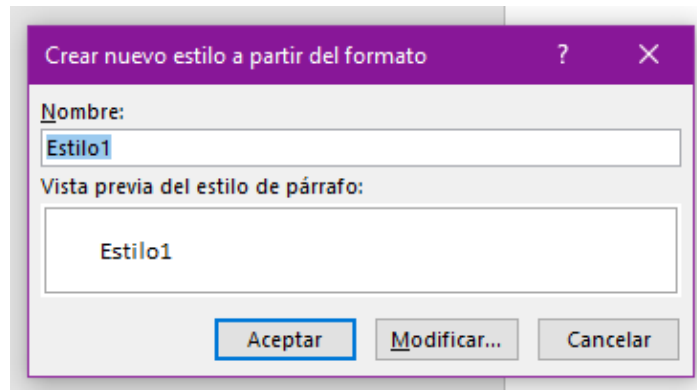 Crear nuevo estilo a partir del formato ?
Nombre:
Estilo1
Vista previa del estilo de párrafo:
Estilo1
Aceptar Modificar... Cancelar